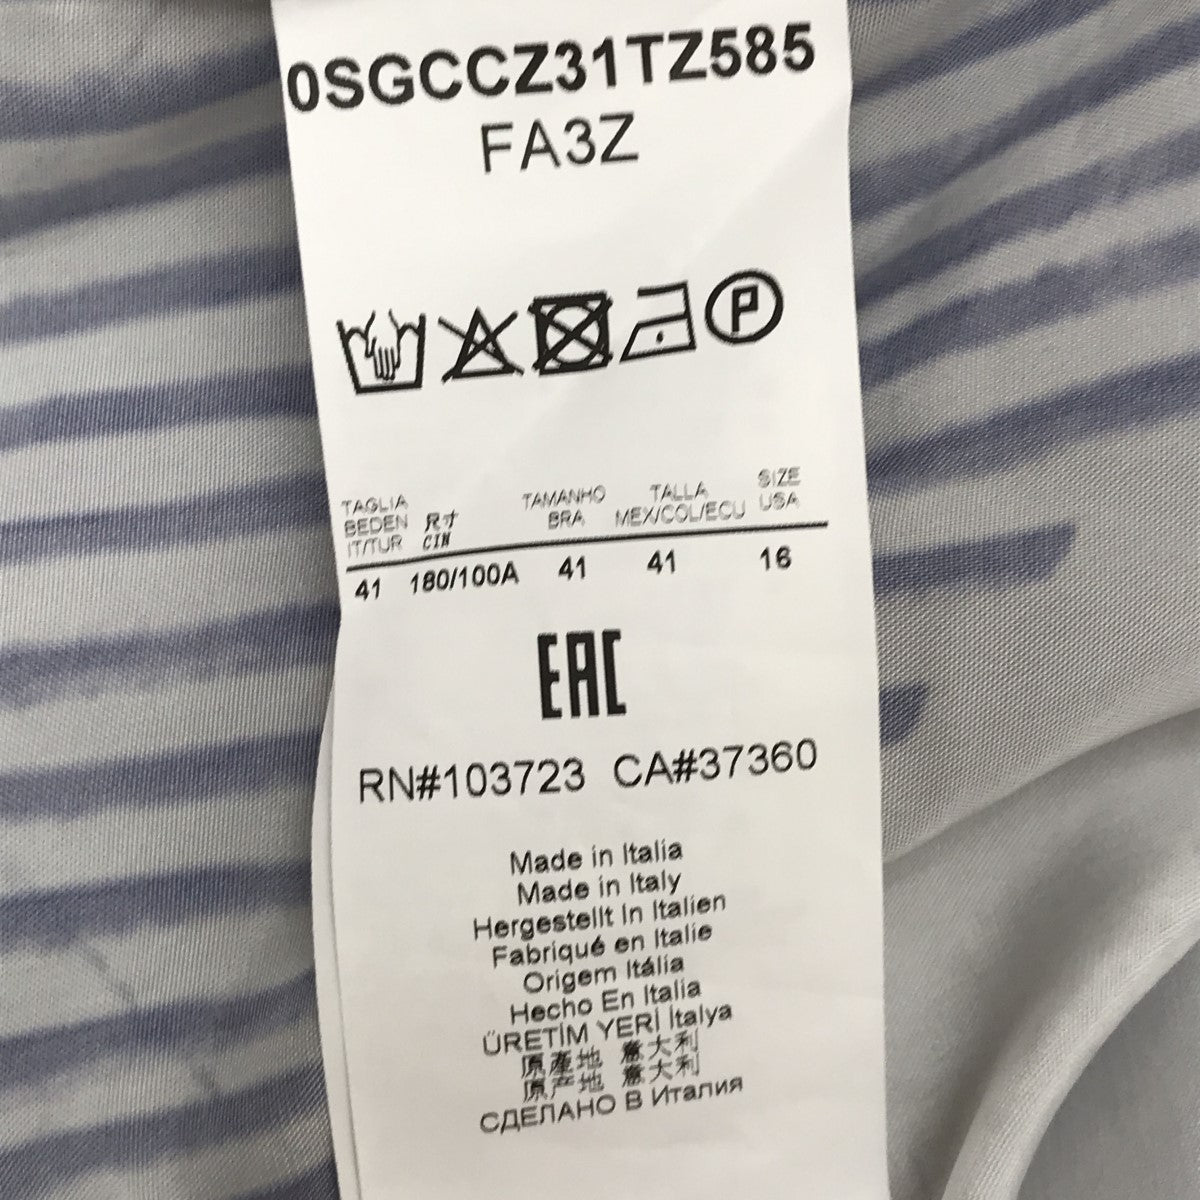 0SGCCZ31TZ585
FA3Z
P
TAGLIA BEDEN IT/TUR 尺寸 CIN TAMANHO BRA TALLA MEX/COL/ECU SIZE USA
41 180/100A 41 41 16
EAC
RN#103723 CA#37360
Made in Italia
Made in Italy
Hergestellt in Italien
Fabriqué en Italie
Origem Itália
Hecho En Italia
ÜRETİM YERİ İtalya
原產地 意大利
原产地 意大利
СДЕЛАНО В Италия